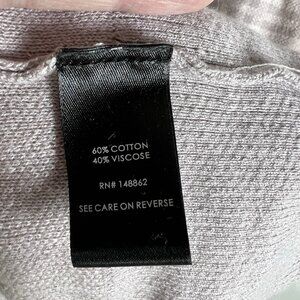 60% COTTON
40% VISCOSE
RN# 148862
SEE CARE ON REVERSE